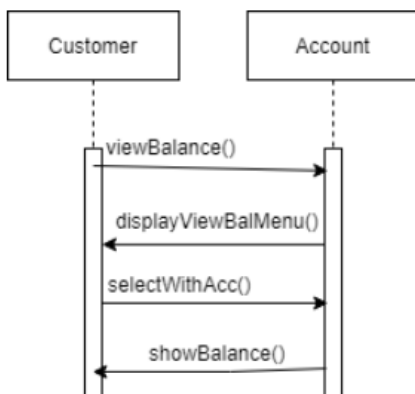 Customer
Account
viewBalance()
displayViewBalMenu()
selectWithAcc()
showBalance()